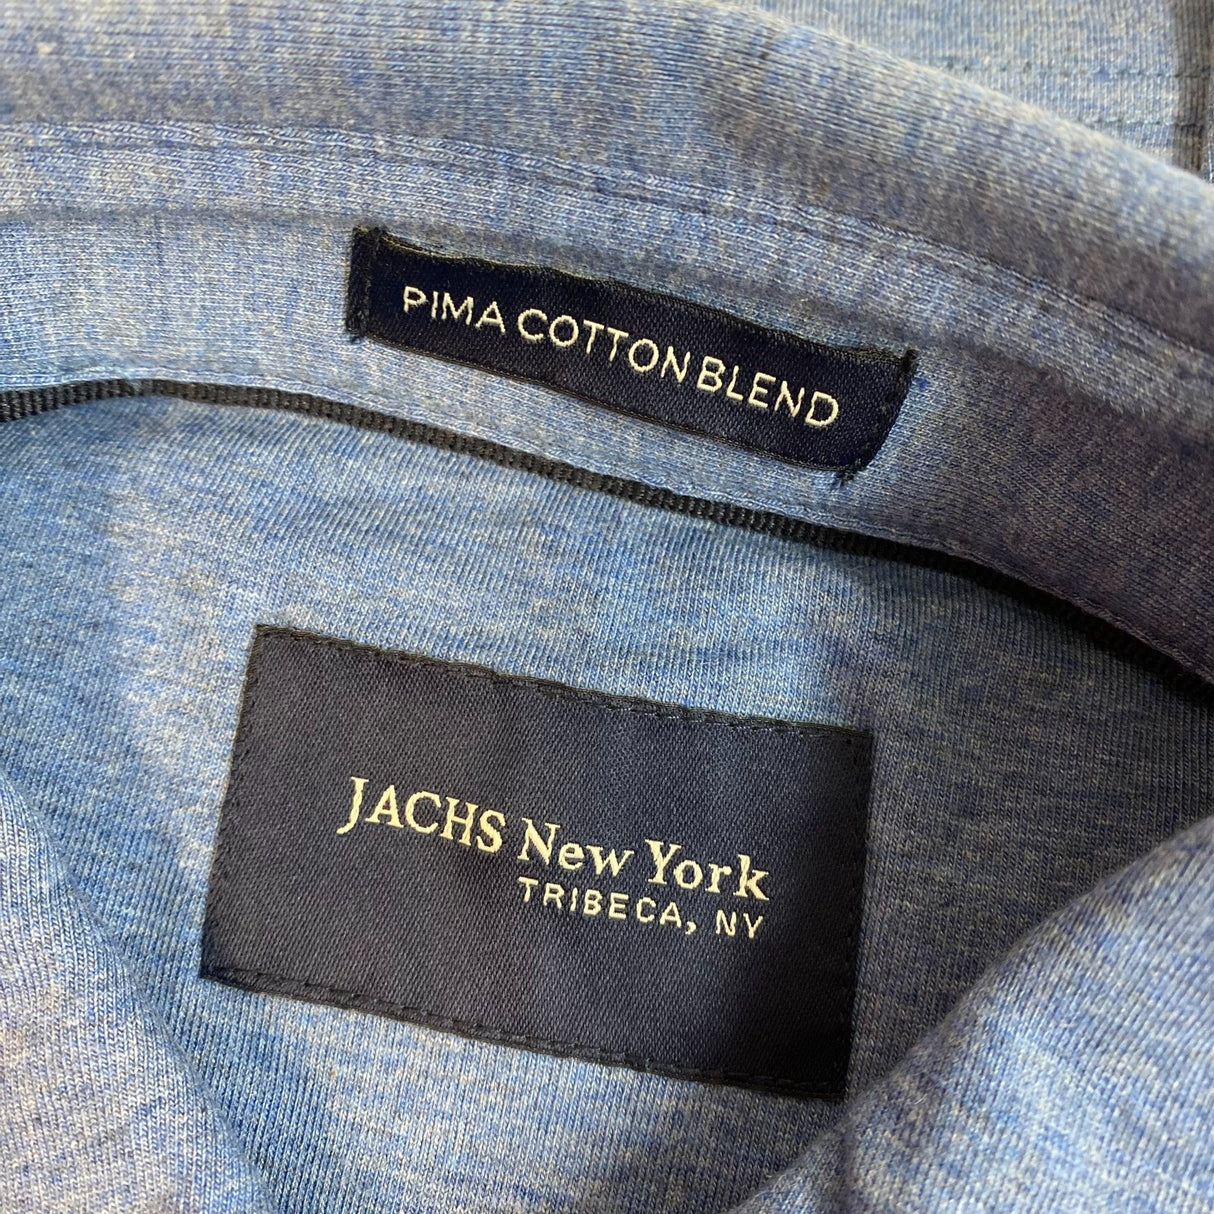 PIMA COTTON BLEND
JACHS New York
TRIBECA, NY